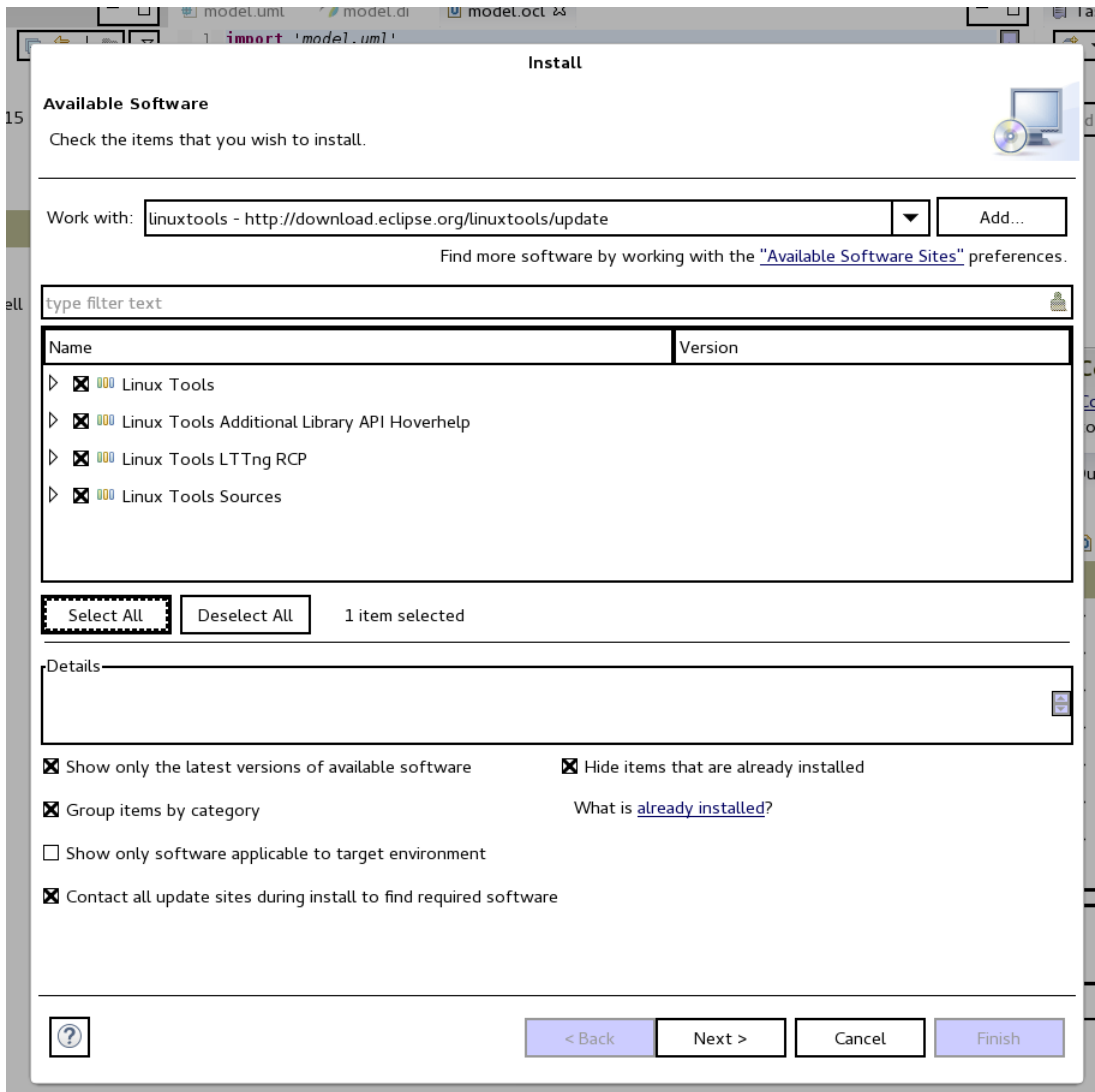 model.uml model.di model.ocl Ta
1 import 'model.uml'
Install
Available Software
15
Check the items that you wish to install.
Work with: linuxtools - http://download.eclipse.org/linuxtools/update Add...
Find more software by working with the "Available Software Sites" preferences.
ell
type filter text
Name Version
Linux Tools
Linux Tools Additional Library API Hoverhelp
Linux Tools LTTng RCP
Linux Tools Sources
Select All Deselect All 1 item selected
Details
Show only the latest versions of available software Hide items that are already installed
Group items by category What is already installed?
Show only software applicable to target environment
Contact all update sites during install to find required software
? < Back Next > Cancel Finish